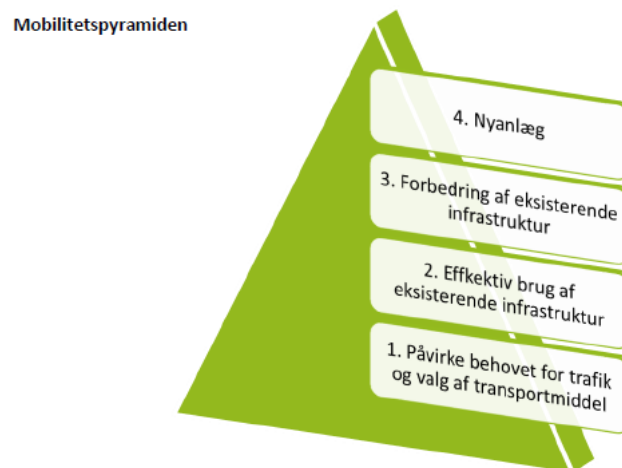 Mobilitetspyramiden
4. Nyanlæg
3. Forbedring af eksisterende
infrastruktur
2. Effkektiv brug af
eksisterende infrastruktur
1. Påvirke behovet for trafik
og valg af transportmiddel